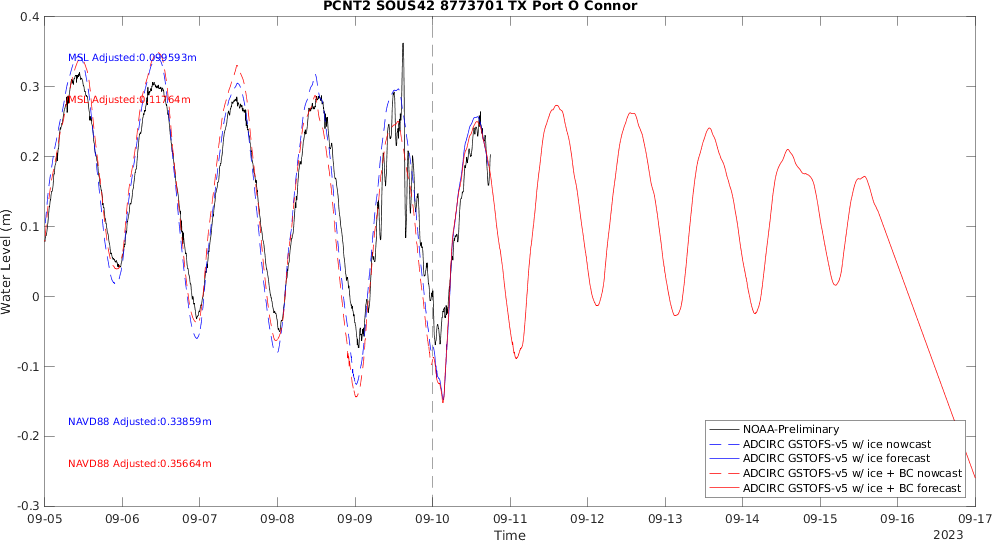 PCNT2 SOUS42 8773701 TX Port O Connor
0.4
0.3
0.2
0.1
0
-0.1
-0.2
-0.3
Water Level (m)
MSL Adjusted:0.099593m
MSL Adjusted:0.11764m
NAVD88 Adjusted:0.33859m
NAVD88 Adjusted:0.35664m
NOAA-Preliminary
ADCIRC GSTOFS-v5 w/ ice nowcast
ADCIRC GSTOFS-v5 w/ ice forecast
ADCIRC GSTOFS-v5 w/ ice + BC nowcast
ADCIRC GSTOFS-v5 w/ ice + BC forecast
09-05 09-06 09-07 09-08 09-09 09-10 09-11 09-12 09-13 09-14 09-15 09-16 09-17
Time
2023